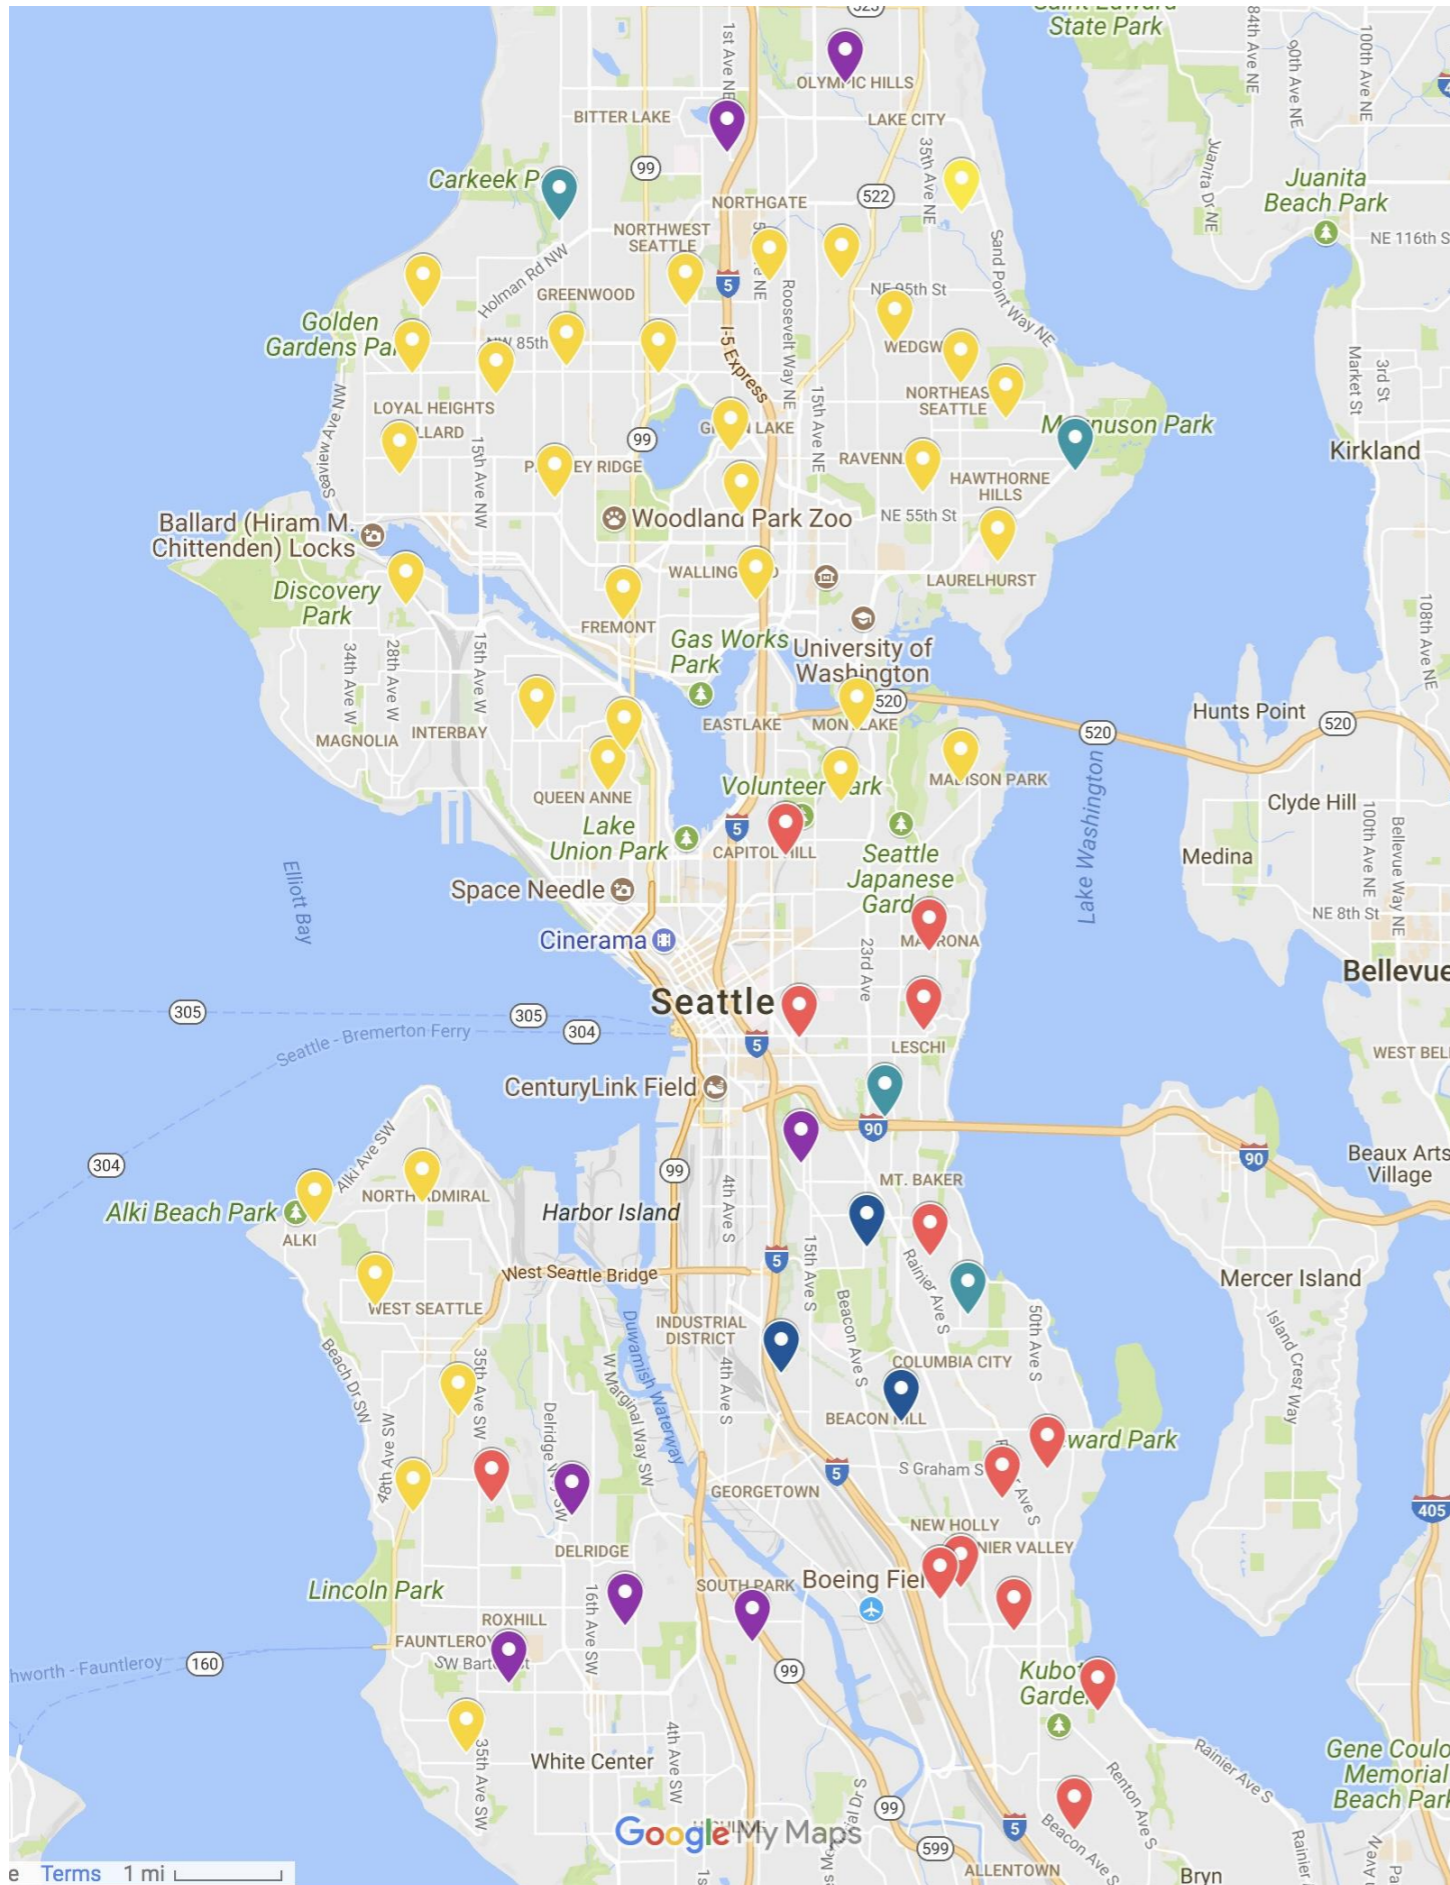 523
Saint Edward
State Park
84th Ave NE
90th Ave NE
100th Ave NE
1st Ave NE
OLYMPIC HILLS
BITTER LAKE
LAKE CITY
35th Ave NE
Juanita Dr NE
99
Carkeek P
522
NORTHGATE
Juanita
Beach Park
NE 116th S
NORTHWEST
SEATTLE
Sand Point Way NE
Holman Rd NW
5
NE 95th St
GREENWOOD
Roosevelt Way NE
Golden
Gardens Pa
NW 85th
I-5 Express
WEDGW
Market St
3rd St
NORTHEAS
SEATTLE
15th Ave NE
LOYAL HEIGHTS
LLARD
Seaview Ave NW
15th Ave NW
99
G N LAKE
M nuson Park
Kirkland
P EY RIDGE
RAVENN
HAWTHORNE
HILLS
Woodland Park Zoo
NE 55th St
Ballard (Hiram M.
Chittenden) Locks
WALLING D
LAURELHURST
Discovery
Park
FREMONT
108th Ave NE
Gas Works
Park
University of
Washington
34th Ave W
28th Ave W
15th Ave W
520
Hunts Point
520
520
EASTLAKE
MON LAKE
INTERBAY
MAGNOLIA
MADISON PARK
Volunteer ark
QUEEN ANNE
Clyde Hill
Lake
Union Park
5
CAPITOL HILL
Seattle
Japanese
Gard
Lake Washington
Medina
100th Ave NE
Bellevue Way NE
Elliott Bay
Space Needle
NE 8th St
Cinerama
MA RONA
23rd Ave
Bellevue
Seattle
305
305
304
Seattle - Bremerton Ferry
5
LESCHI
WEST BEL
CenturyLink Field
90
304
Alki Ave SW
99
90
Beaux Arts
Village
NORTH ADMIRAL
MT. BAKER
Alki Beach Park
ALKI
Harbor Island
4th Ave S
15th Ave S
5
Rainier Ave S
West Seattle Bridge
Mercer Island
WEST SEATTLE
Beacon Ave S
50th Ave S
INDUSTRIAL
DISTRICT
Duwamish Waterway
Island Crest Way
Beach Dr SW
35th Ave SW
W Marginal Way SW
4th Ave S
COLUMBIA CITY
BEACON HILL
48th Ave SW
ward Park
5
S Graham S
GEORGETOWN
405
NEW HOLLY
NIER VALLEY
DELRIDGE
Lincoln Park
SOUTH PARK
Boeing Fiel
16th Ave SW
ROXHILL
FAUNTLEROY
hworth - Fauntleroy
160
99
Kubot
Garde
35th Ave SW
White Center
4th Ave SW
Rainier Ave S
Renton Ave S
Gene Coulo
Memorial
Beach Park
99
Google My Maps
5
Beacon Ave S
599
e Terms 1 mi
ALLENTOWN
Bryn
Rainier